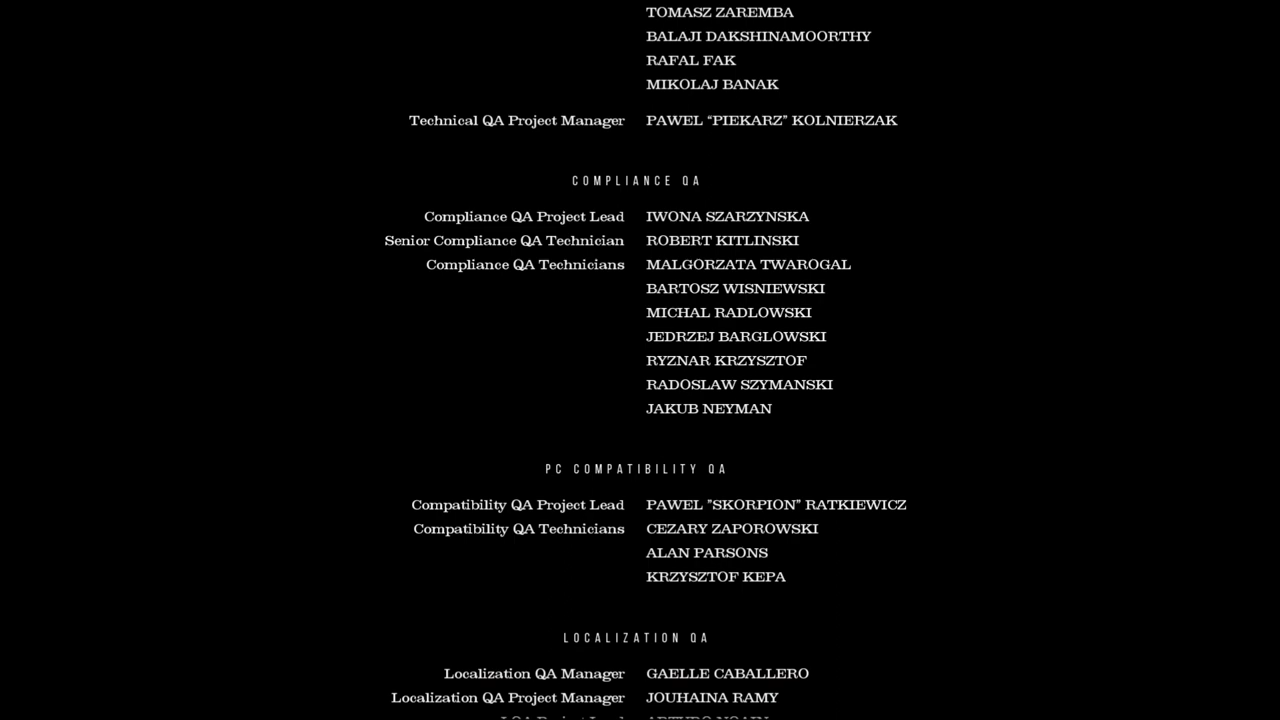 TOMASZ ZAREMBA
BALAJI DAKSHINAMOORTHY
RAFAL FAK
MIKOLAJ BANAK
Technical QA Project Manager PAWEL “PIEKARZ” KOLNIERZAK
COMPLIANCE QA
Compliance QA Project Lead IWONA SZARZYNSKA
Senior Compliance QA Technician ROBERT KITLINSKI
Compliance QA Technicians MALGORZATA TWAROGAL
BARTOSZ WISNIEWSKI
MICHAL RADLOWSKI
JEDRZEJ BARGLOWSKI
RYZNAR KRZYSZTOF
RADOSLAW SZYMANSKI
JAKUB NEYMAN
PC COMPATIBILITY QA
Compatibility QA Project Lead PAWEL ”SKORPION” RATKIEWICZ
Compatibility QA Technicians CEZARY ZAPOROWSKI
ALAN PARSONS
KRZYSZTOF KEPA
LOCALIZATION QA
Localization QA Manager GAELLE CABALLERO
Localization QA Project Manager JOUHAINA RAMY